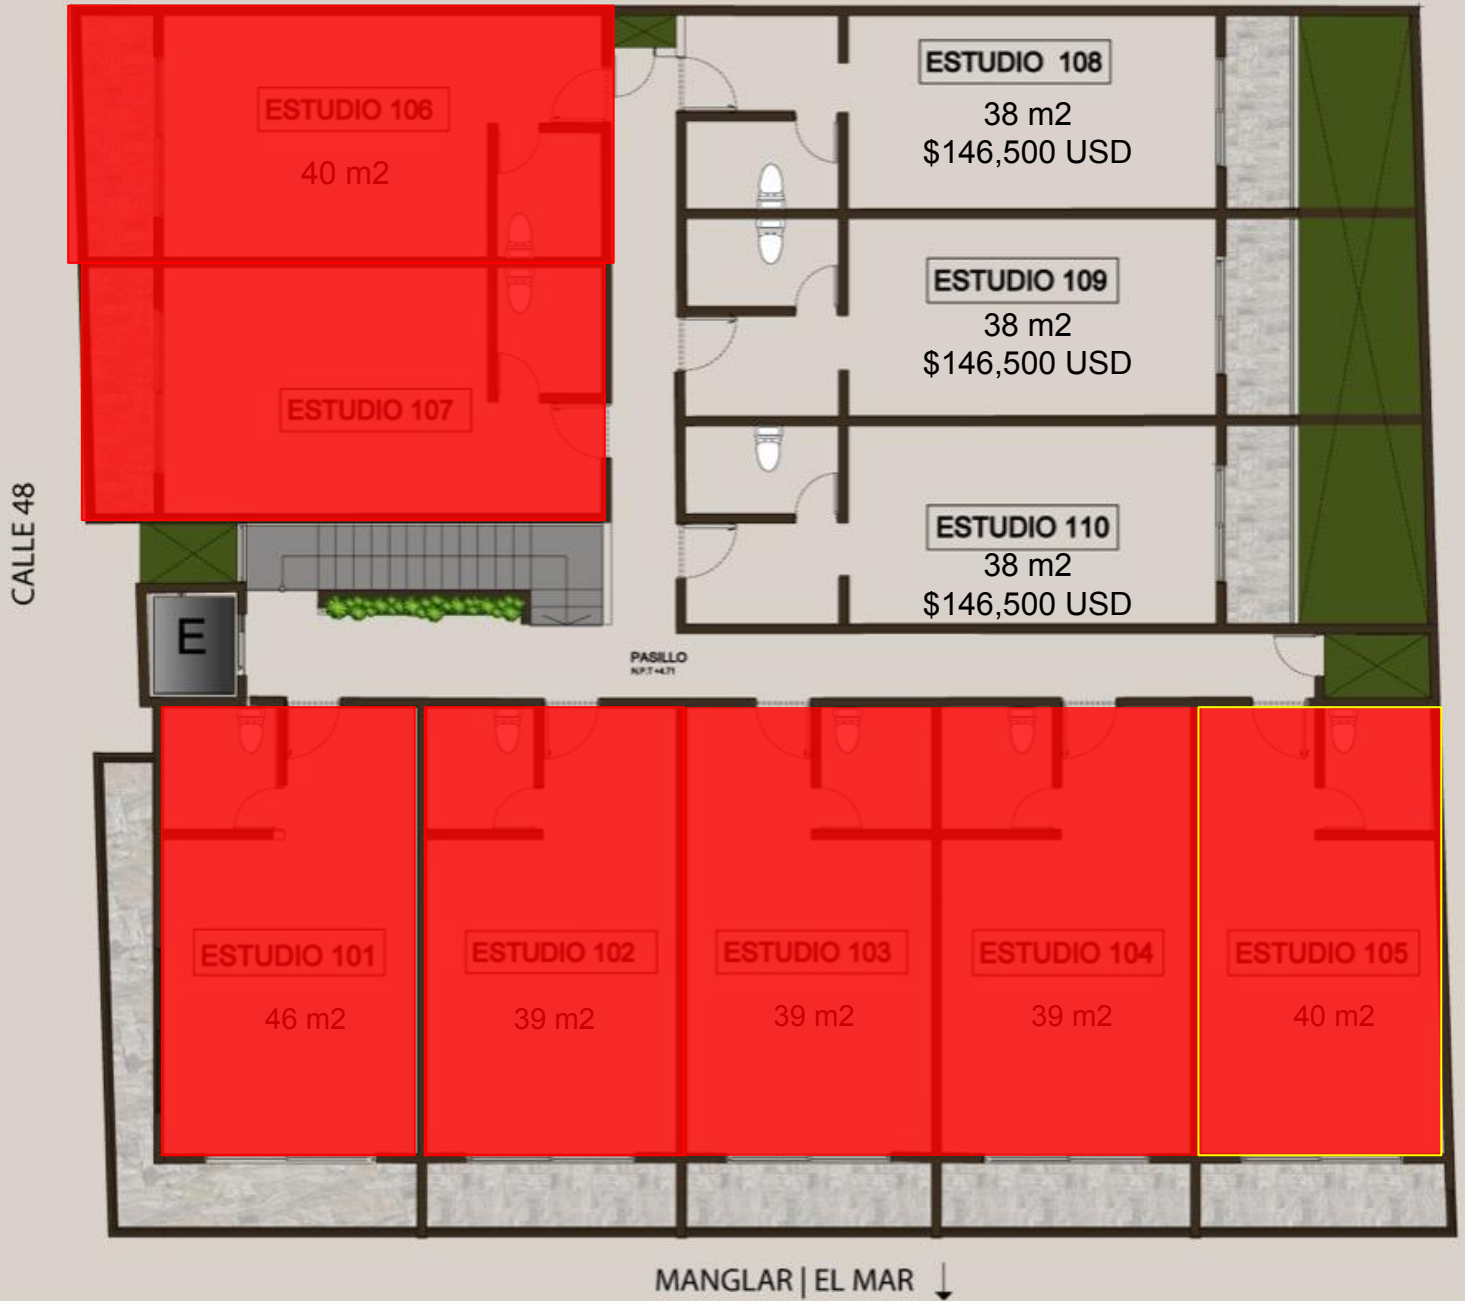 ESTUDIO 106
40 m2
ESTUDIO 108
38 m2
$146,500 USD
ESTUDIO 109
38 m2
$146,500 USD
ESTUDIO 107
ESTUDIO 110
38 m2
$146,500 USD
CALLE 48
E
PASILLO
N.P.T+4.71
ESTUDIO 101
46 m2
ESTUDIO 102
39 m2
ESTUDIO 103
39 m2
ESTUDIO 104
39 m2
ESTUDIO 105
40 m2
MANGLAR | EL MAR